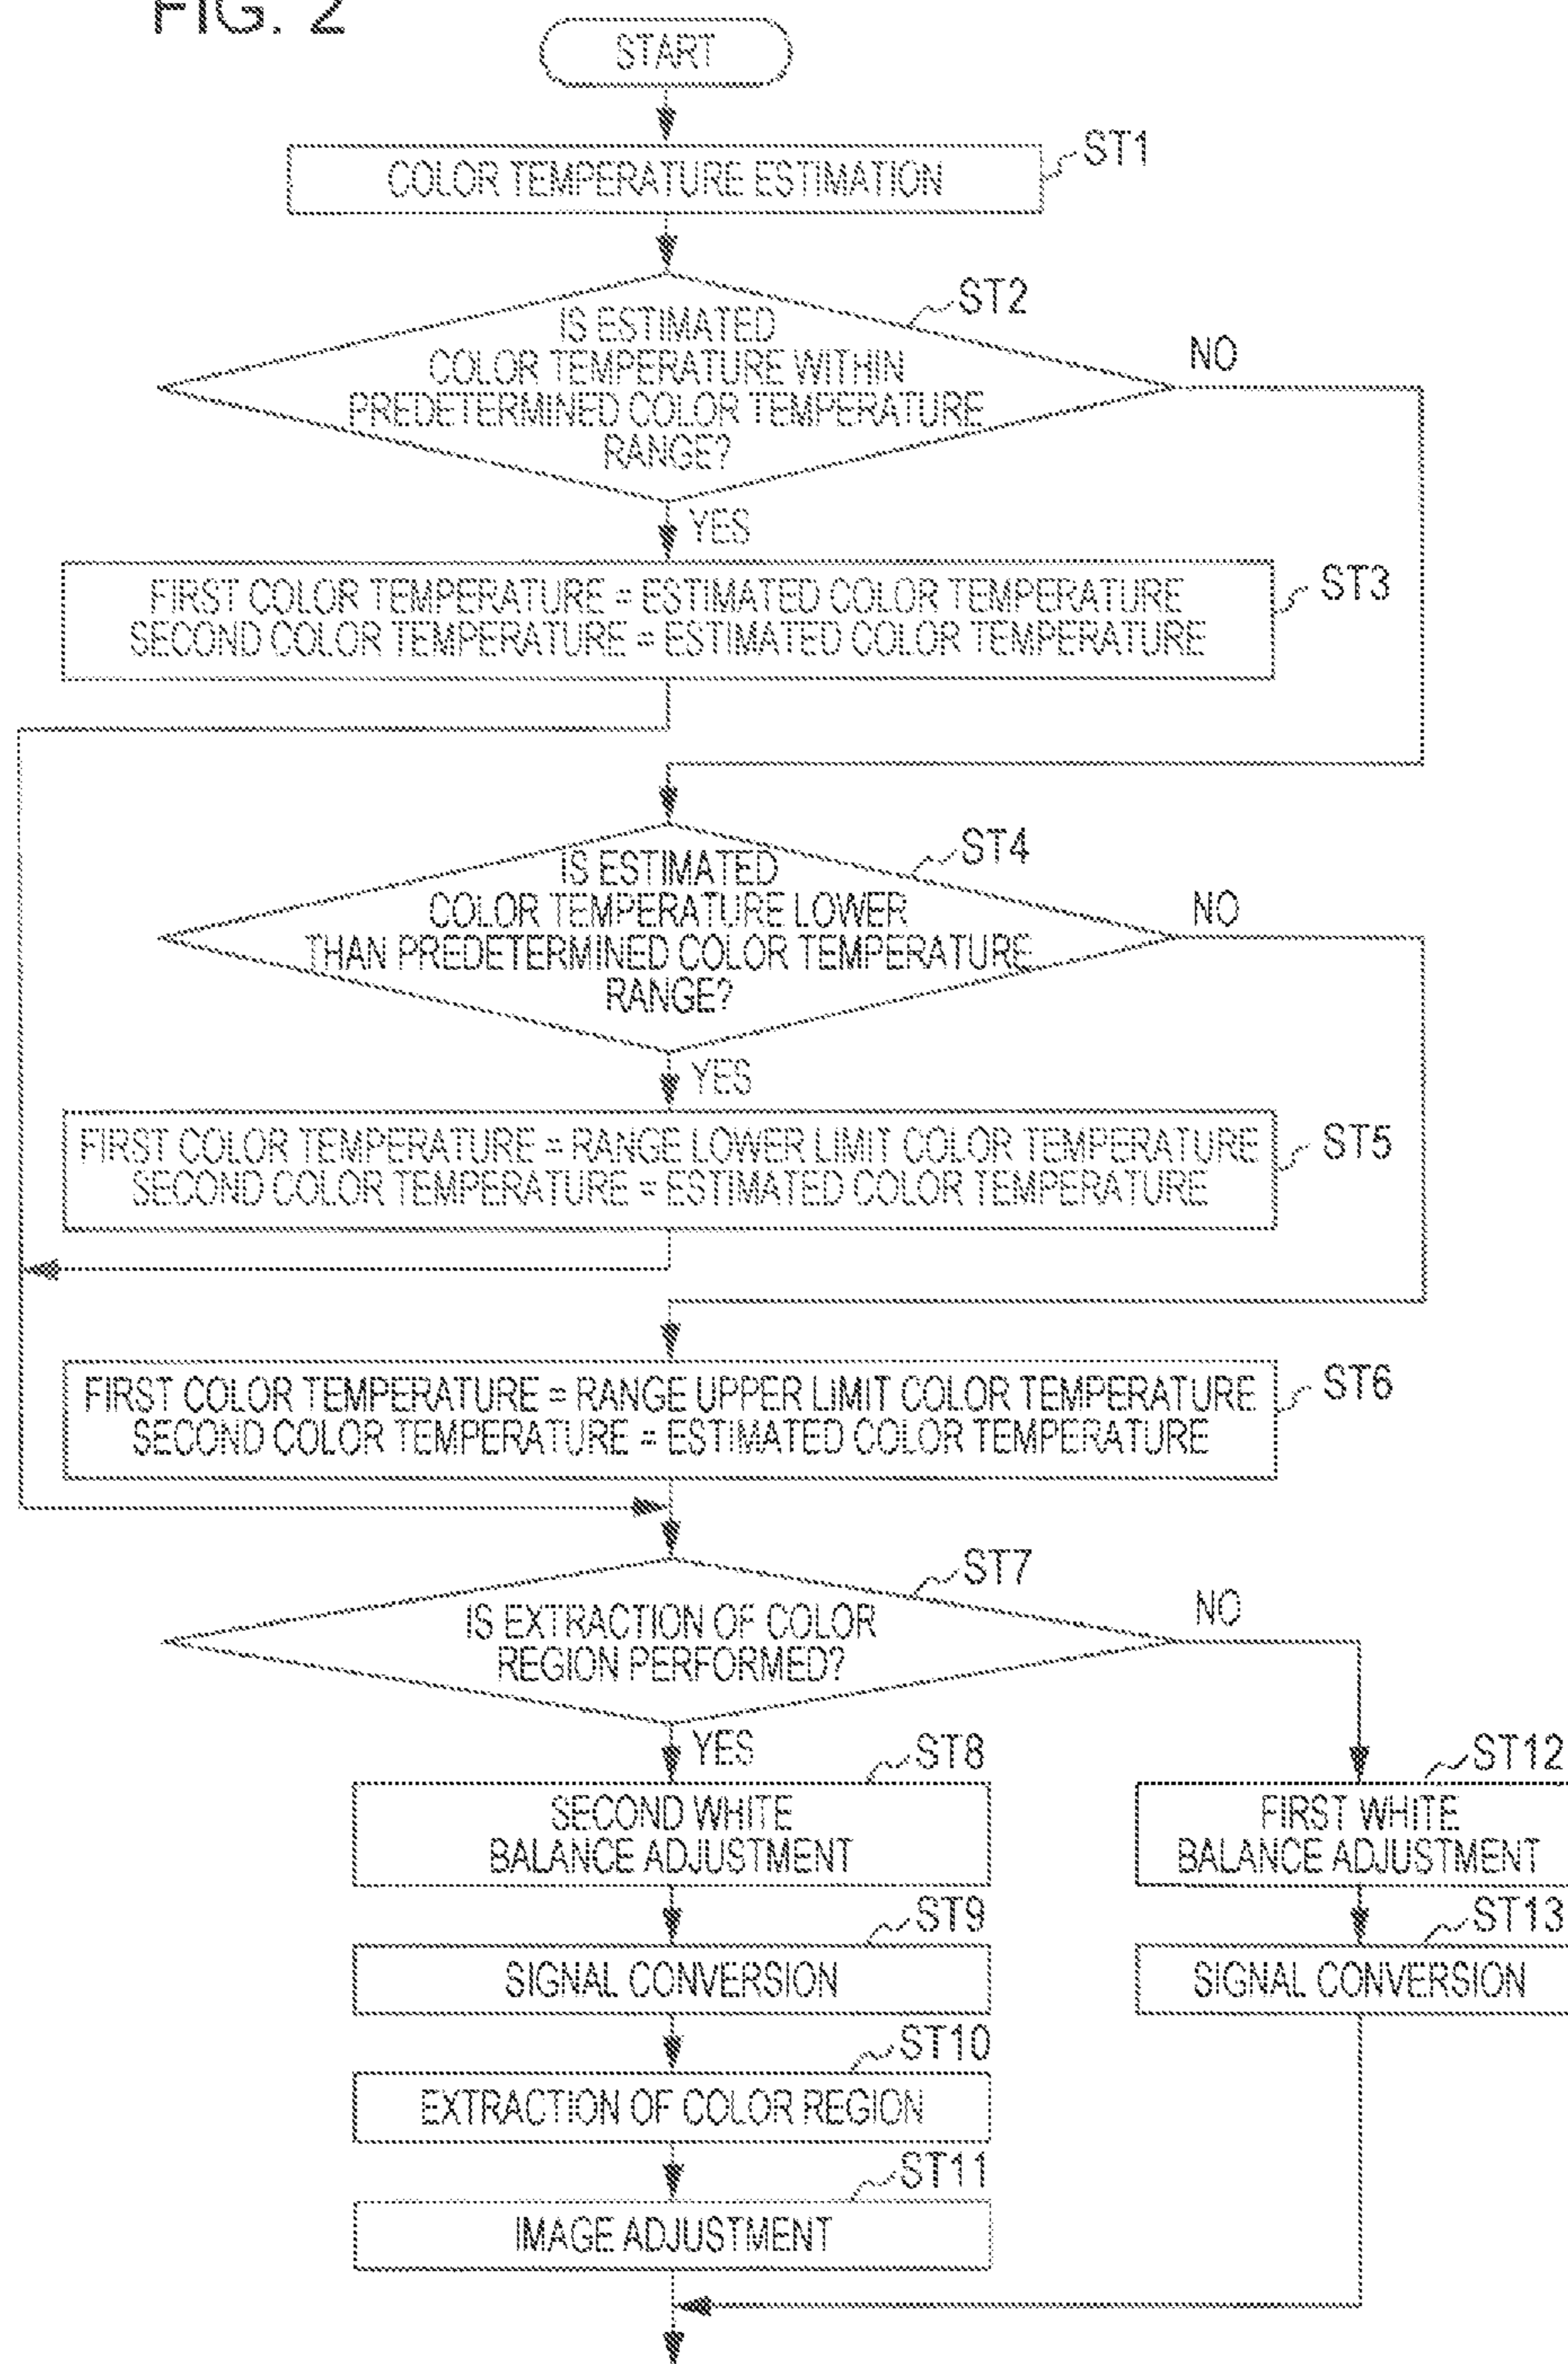 FIG. 2
START
COLOR TEMPERATURE ESTIMATION
ST1
IS ESTIMATED
COLOR TEMPERATURE WITHIN
PREDETERMINED COLOR TEMPERATURE
RANGE?
ST2
NO
YES
FIRST COLOR TEMPERATURE = ESTIMATED COLOR TEMPERATURE
SECOND COLOR TEMPERATURE = ESTIMATED COLOR TEMPERATURE
ST3
IS ESTIMATED
COLOR TEMPERATURE LOWER
THAN PREDETERMINED COLOR TEMPERATURE
RANGE?
ST4
NO
YES
FIRST COLOR TEMPERATURE = RANGE LOWER LIMIT COLOR TEMPERATURE
SECOND COLOR TEMPERATURE = ESTIMATED COLOR TEMPERATURE
ST5
FIRST COLOR TEMPERATURE = RANGE UPPER LIMIT COLOR TEMPERATURE
SECOND COLOR TEMPERATURE = ESTIMATED COLOR TEMPERATURE
ST6
IS EXTRACTION OF COLOR
REGION PERFORMED?
ST7
NO
YES
ST8
SECOND WHITE
BALANCE ADJUSTMENT
ST12
FIRST WHITE
BALANCE ADJUSTMENT
ST9
SIGNAL CONVERSION
ST13
SIGNAL CONVERSION
ST10
EXTRACTION OF COLOR REGION
ST11
IMAGE ADJUSTMENT